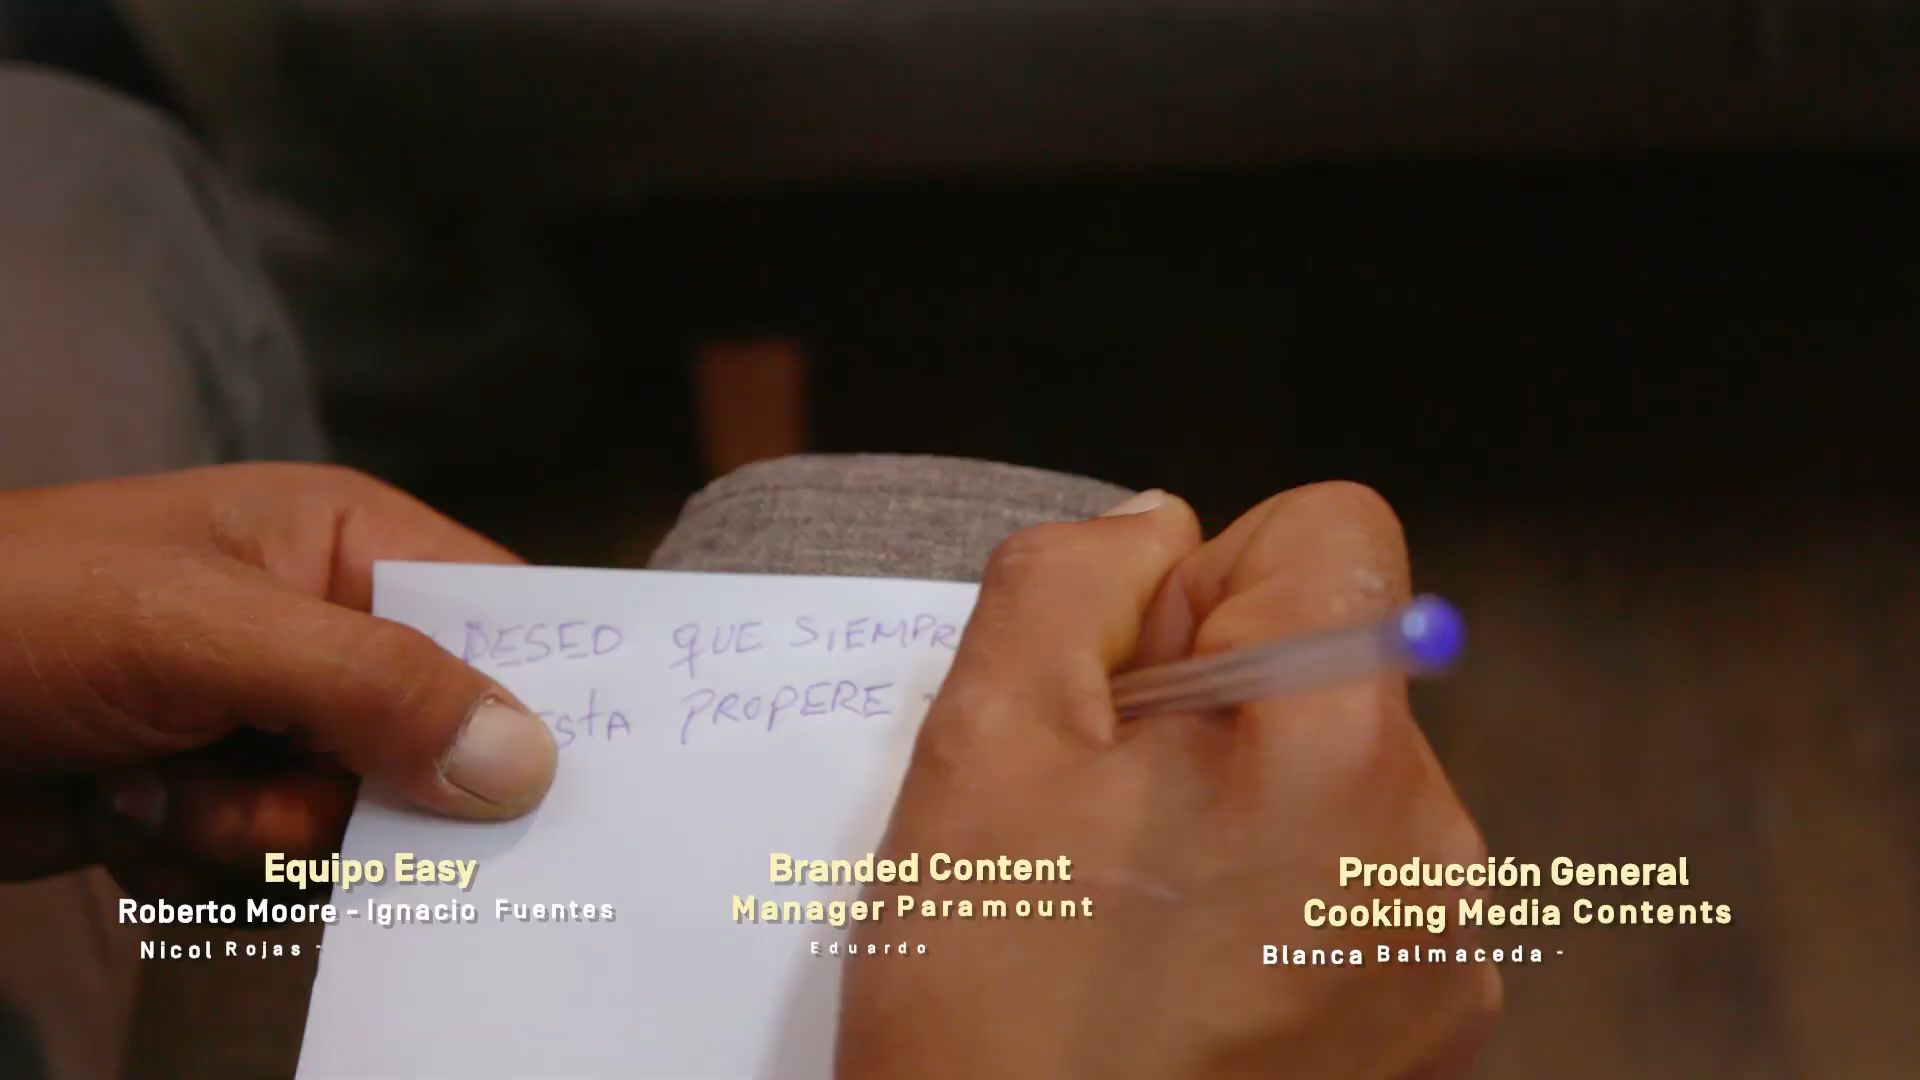 DESEO QUE SIEMPR
ESTA PROPERE
Equipo Easy
Roberto Moore - Ignacio Fuentes
Nicol Rojas -
Branded Content
Manager Paramount
Eduardo
Producción General
Cooking Media Contents
Blanca Balmaceda -